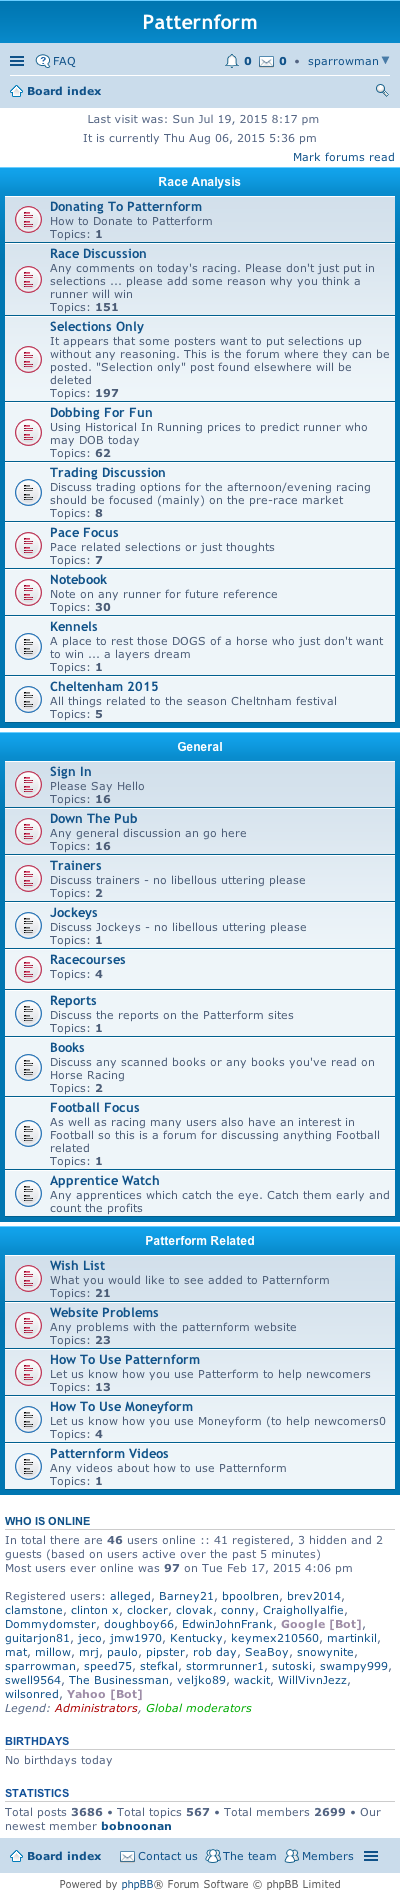 Patternform
FAQ 0 0 • sparrowman
Board index
Last visit was: Sun Jul 19, 2015 8:17 pm
It is currently Thu Aug 06, 2015 5:36 pm
Mark forums read
Race Analysis
Donating To Patternform
How to Donate to Patterform
Topics: 1
Race Discussion
Any comments on today's racing. Please don't just put in
selections ... please add some reason why you think a
runner will win
Topics: 151
Selections Only
It appears that some posters want to put selections up
without any reasoning. This is the forum where they can be
posted. "Selection only" post found elsewhere will be
deleted
Topics: 197
Dobbing For Fun
Using Historical In Running prices to predict runner who
may DOB today
Topics: 62
Trading Discussion
Discuss trading options for the afternoon/evening racing
should be focused (mainly) on the pre-race market
Topics: 8
Pace Focus
Pace related selections or just thoughts
Topics: 7
Notebook
Note on any runner for future reference
Topics: 30
Kennels
A place to rest those DOGS of a horse who just don't want
to win ... a layers dream
Topics: 1
Cheltenham 2015
All things related to the season Cheltnham festival
Topics: 5
General
Sign In
Please Say Hello
Topics: 16
Down The Pub
Any general discussion an go here
Topics: 16
Trainers
Discuss trainers - no libellous uttering please
Topics: 2
Jockeys
Discuss Jockeys - no libellous uttering please
Topics: 1
Racecourses
Topics: 4
Reports
Discuss the reports on the Patterform sites
Topics: 1
Books
Discuss any scanned books or any books you've read on
Horse Racing
Topics: 2
Football Focus
As well as racing many users also have an interest in
Football so this is a forum for discussing anything Football
related
Topics: 1
Apprentice Watch
Any apprentices which catch the eye. Catch them early and
count the profits
Patterform Related
Wish List
What you would like to see added to Patternform
Topics: 21
Website Problems
Any problems with the patternform website
Topics: 23
How To Use Patternform
Let us know how you use Patterform to help newcomers
Topics: 13
How To Use Moneyform
Let us know how you use Moneyform (to help newcomers0
Topics: 4
Patternform Videos
Any videos about how to use Patternform
Topics: 1
WHO IS ONLINE
In total there are 46 users online :: 41 registered, 3 hidden and 2
guests (based on users active over the past 5 minutes)
Most users ever online was 97 on Tue Feb 17, 2015 4:06 pm
Registered users: alleged, Barney21, bpoolbren, brev2014,
clamstone, clinton x, clocker, clovak, conny, Craighollyalfie,
Dommydomster, doughboy66, EdwinJohnFrank, Google [Bot],
guitarjon81, jeco, jmw1970, Kentucky, keymex210560, martinkil,
mat, millow, mrj, paulo, pipster, rob day, SeaBoy, snowynite,
sparrowman, speed75, stefkal, stormrunner1, sutoski, swampy999,
swell9564, The Businessman, veljko89, wackit, WillVivnJezz,
wilsonred, Yahoo [Bot]
Legend: Administrators, Global moderators
BIRTHDAYS
No birthdays today
STATISTICS
Total posts 3686 • Total topics 567 • Total members 2699 • Our
newest member bobnoonan
Board index Contact us The team Members
Powered by phpBB® Forum Software © phpBB Limited